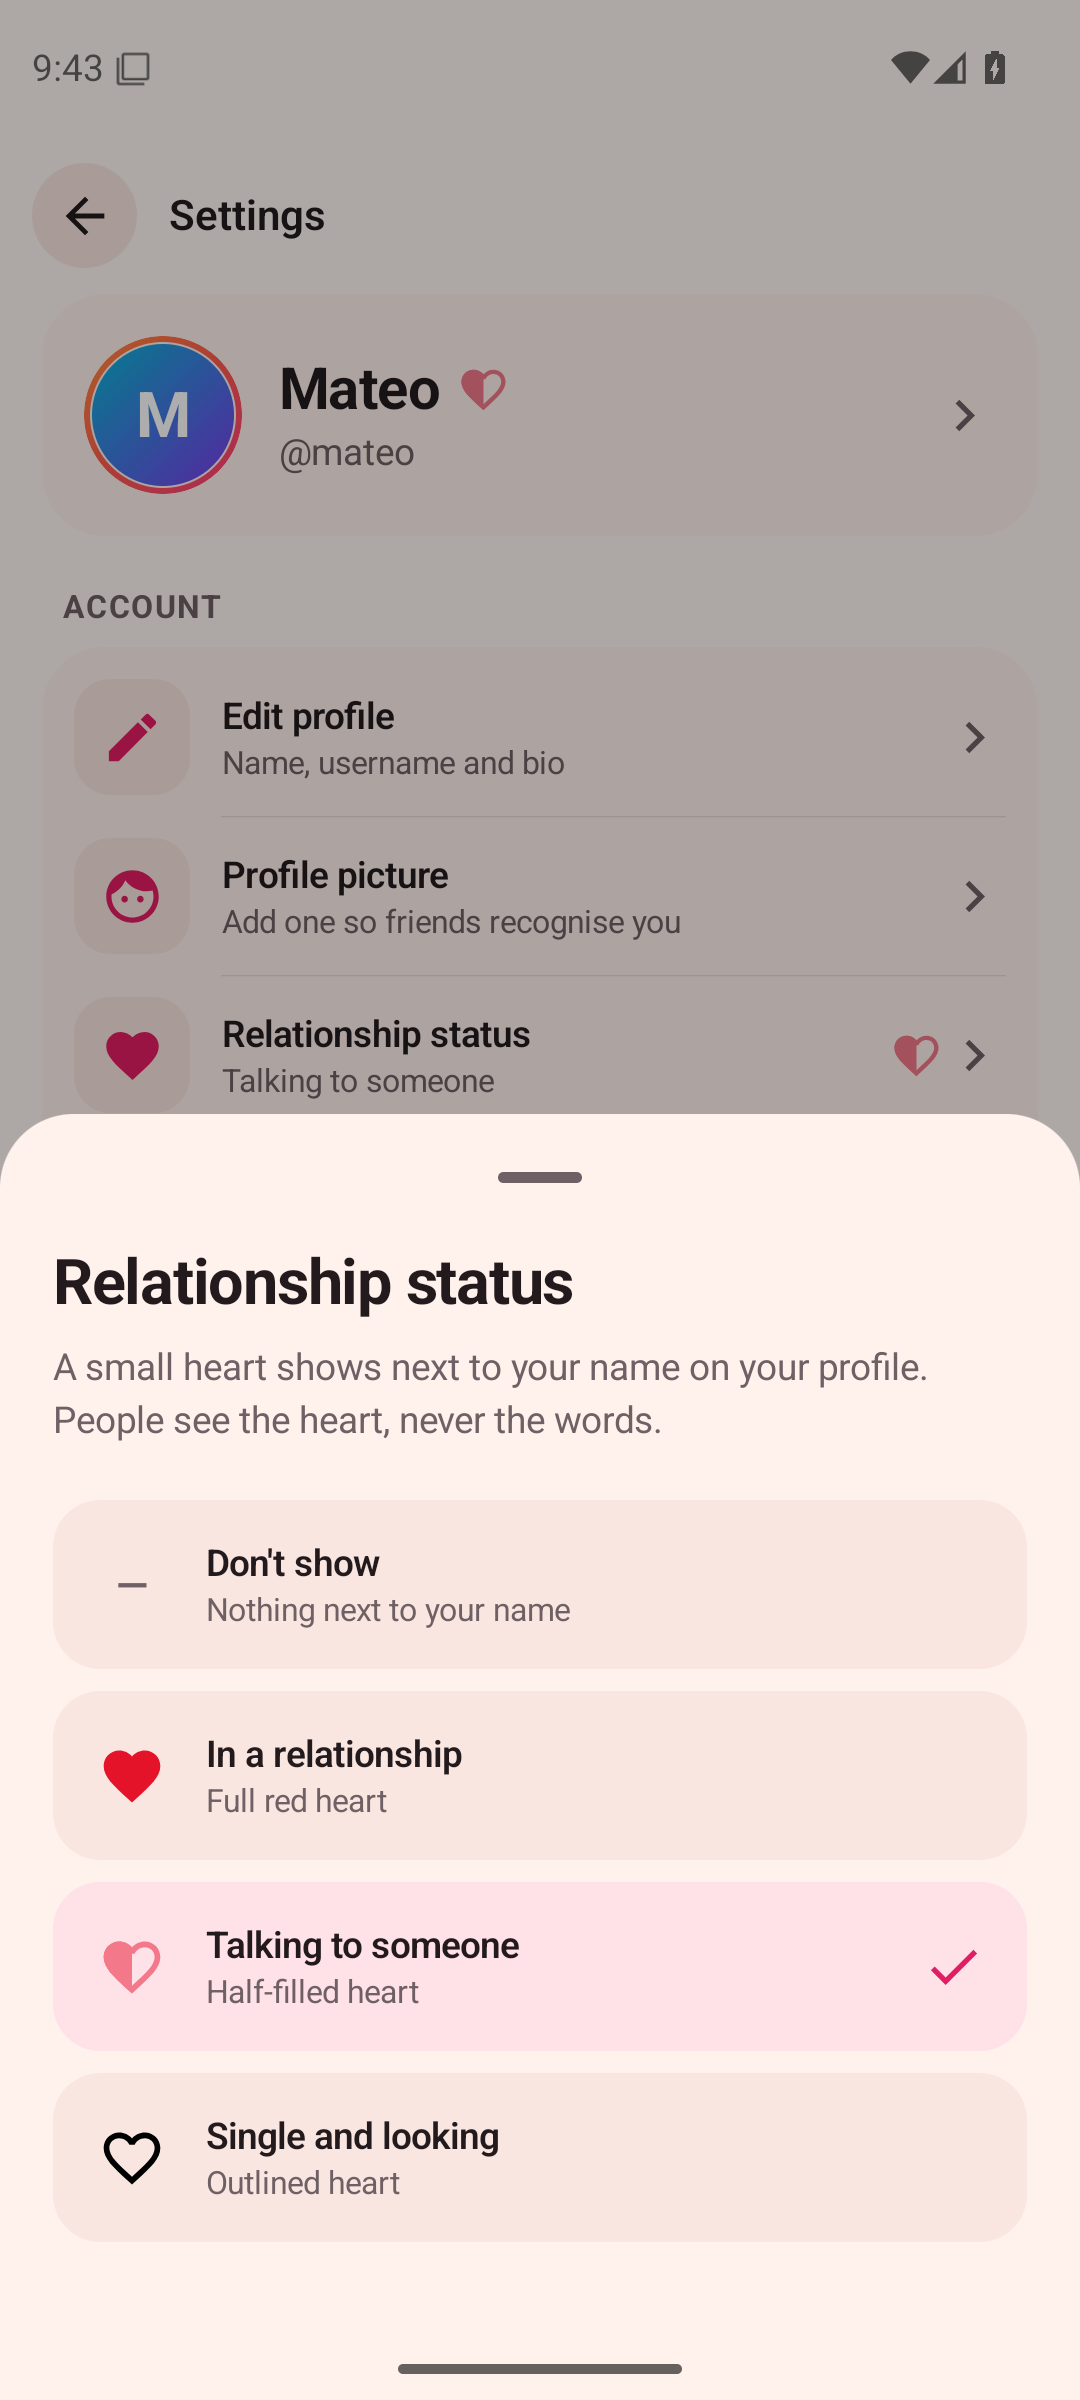 9:43
Settings
M
Mateo
@mateo
ACCOUNT
Edit profile
Name, username and bio
Profile picture
Add one so friends recognise you
Relationship status
Talking to someone
Relationship status
A small heart shows next to your name on your profile.
People see the heart, never the words.
Don't show
Nothing next to your name
In a relationship
Full red heart
Talking to someone
Half-filled heart
Single and looking
Outlined heart